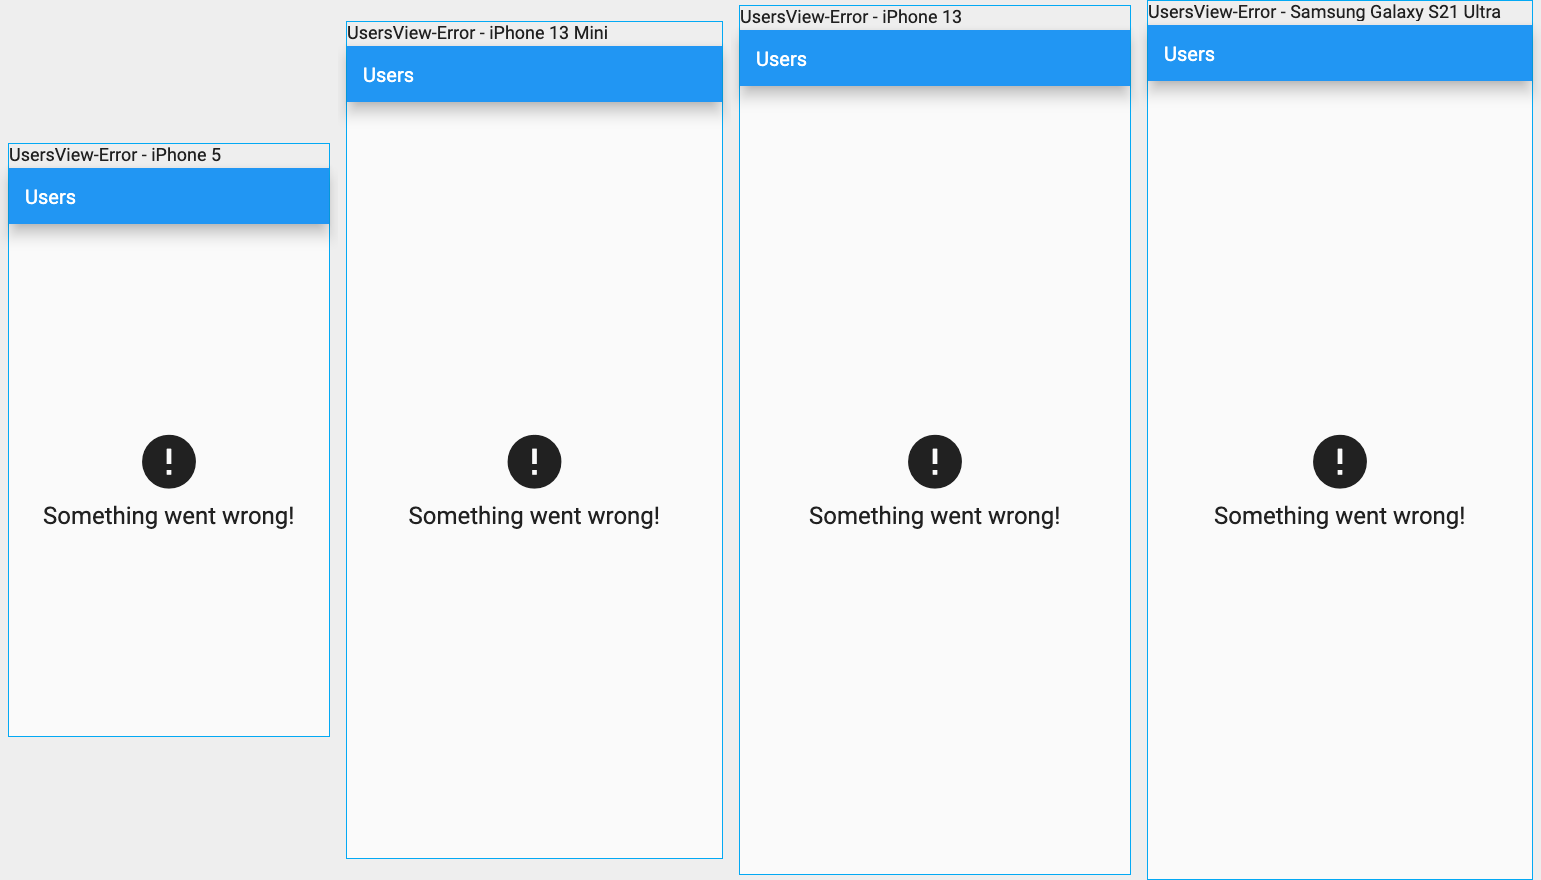 UsersView-Error - iPhone 5
Users
Something went wrong!
UsersView-Error - iPhone 13 Mini
Users
Something went wrong!
UsersView-Error - iPhone 13
Users
Something went wrong!
UsersView-Error - Samsung Galaxy S21 Ultra
Users
Something went wrong!